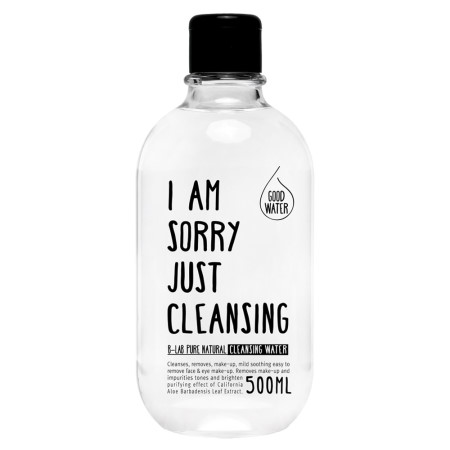 I AM
SORRY
JUST
CLEANSING
GOOD
WATER
B-LAB PURE NATURAL CLEANSING WATER
Cleanses, removes, make-up, mild soothing easy to
remove face & eye make-up. Removes make-up and
impurities tones and brighten
purifying effect of California
Aloe Barbadensis Leaf Extract.
500ML